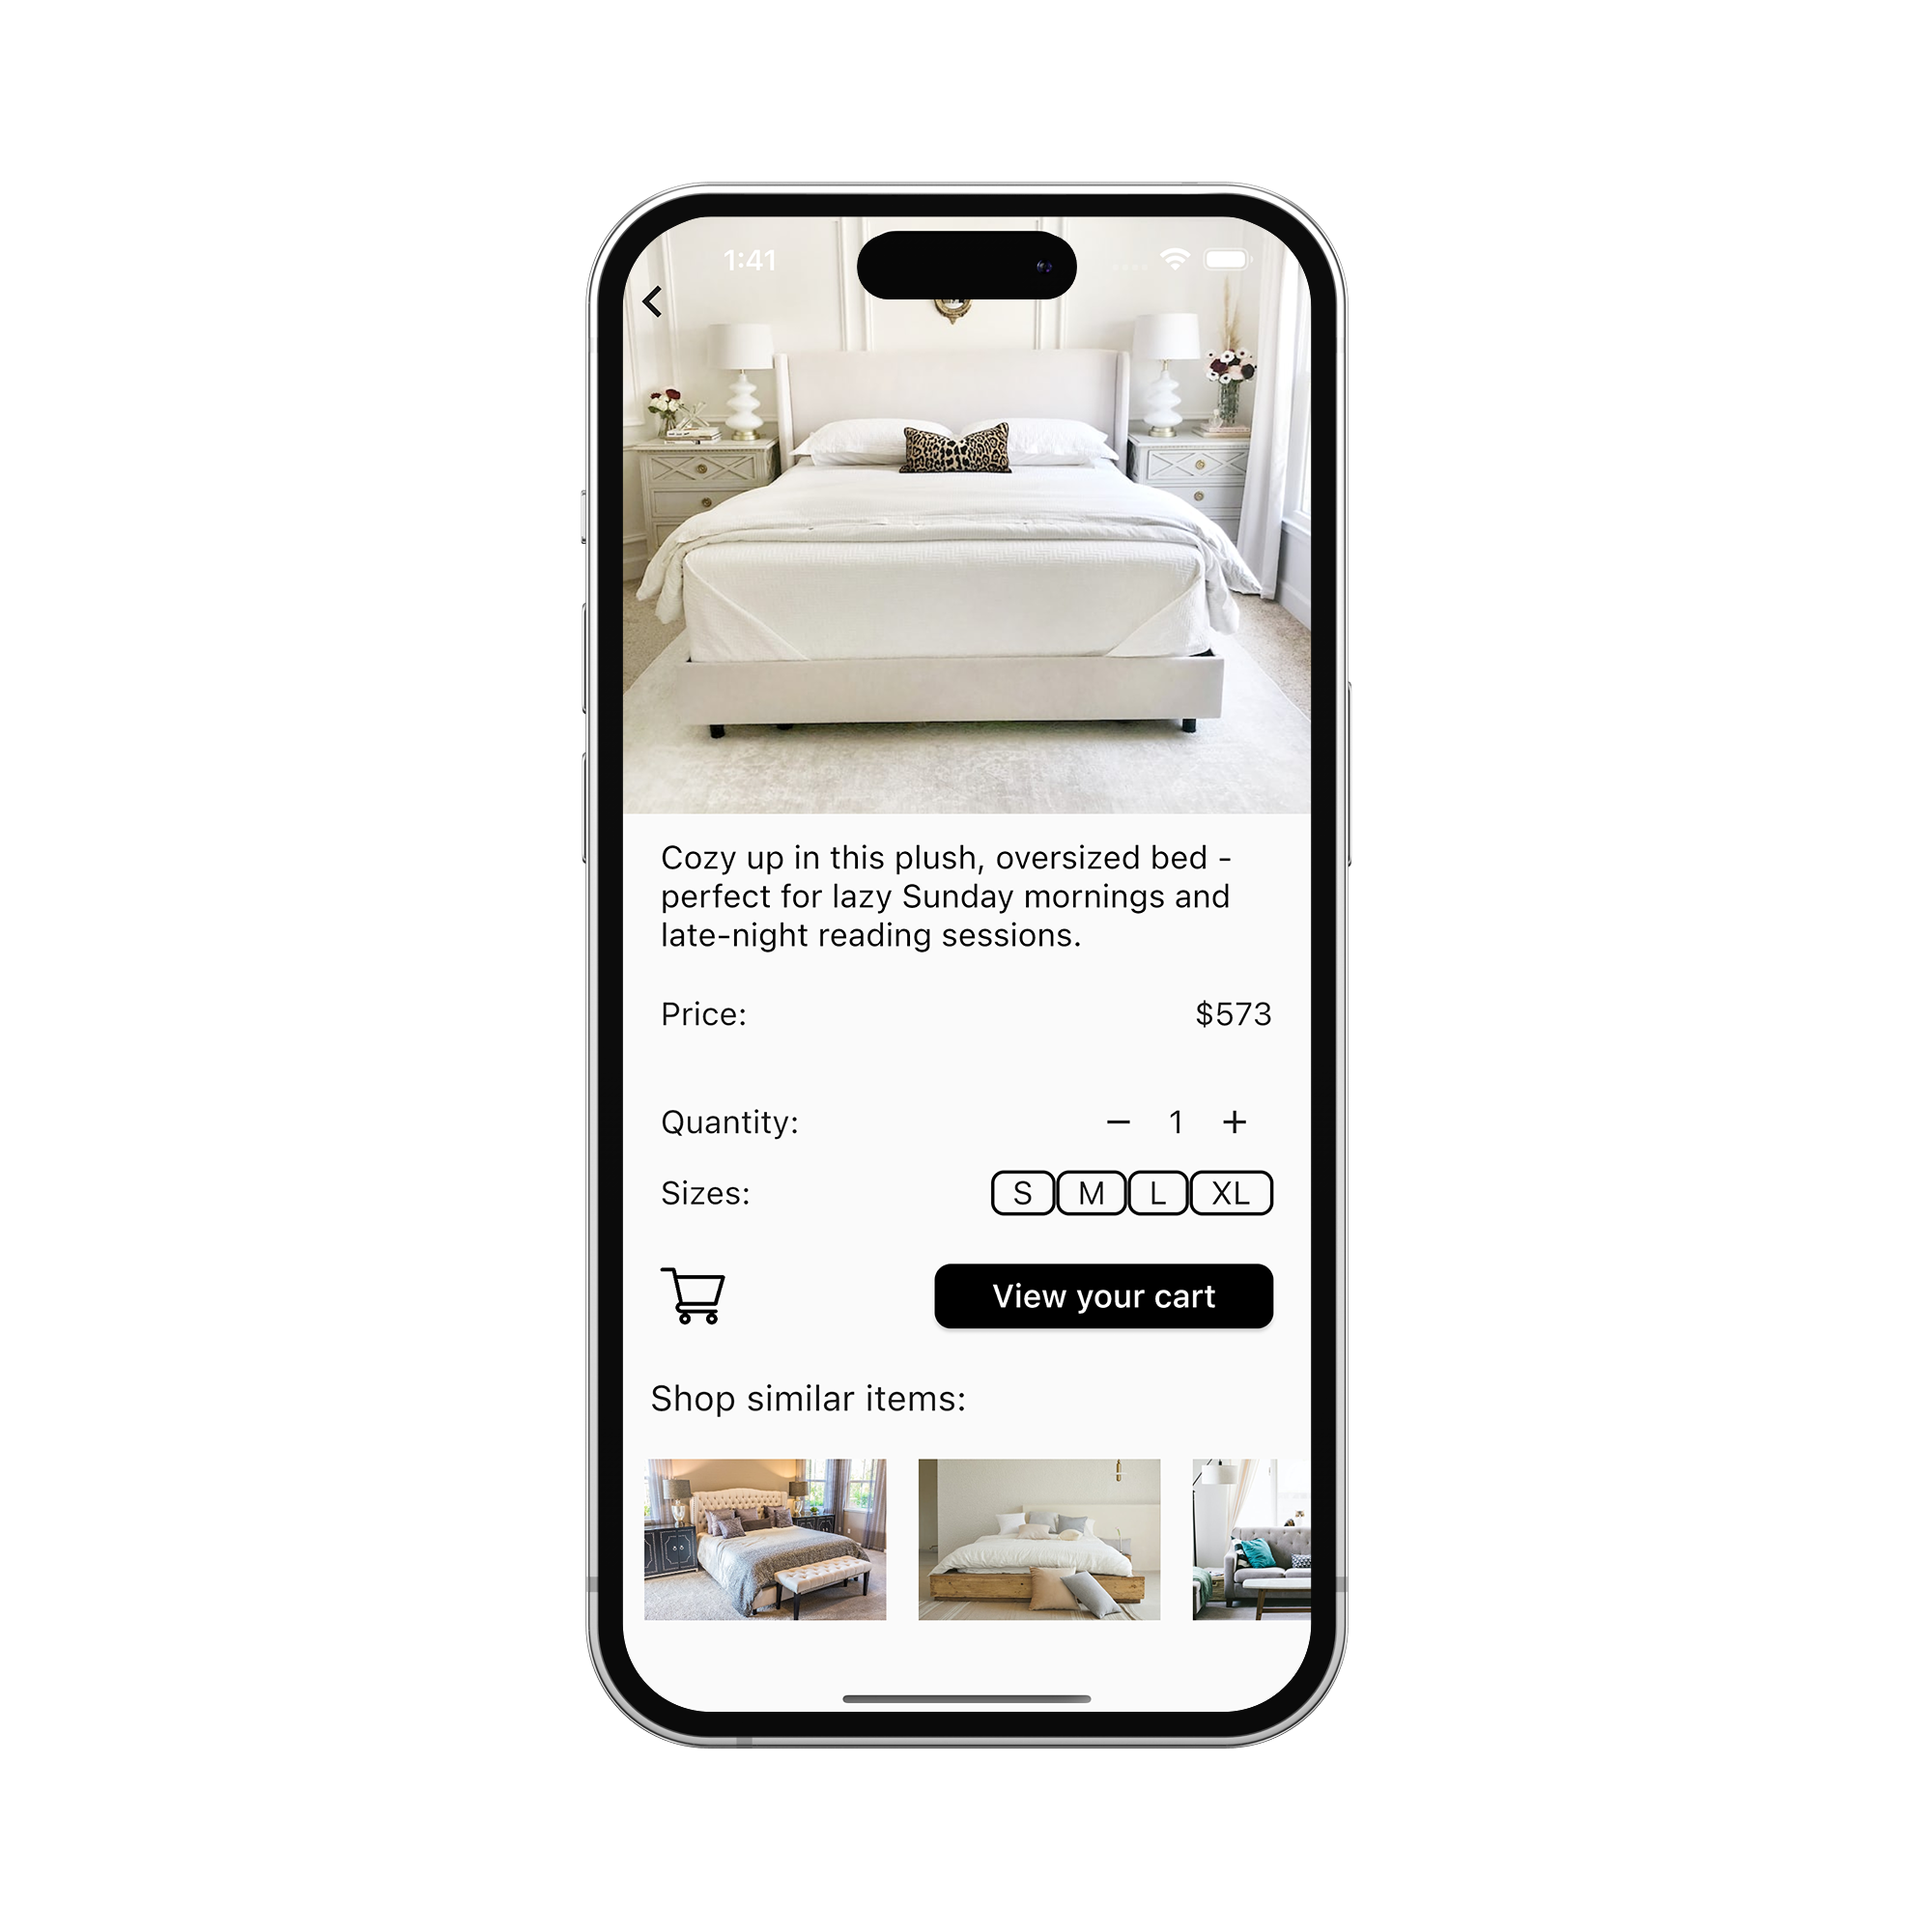 1:41
Cozy up in this plush, oversized bed -
perfect for lazy Sunday mornings and
late-night reading sessions.
Price: $573
Quantity: − 1 +
Sizes: S M L XL
View your cart
Shop similar items: